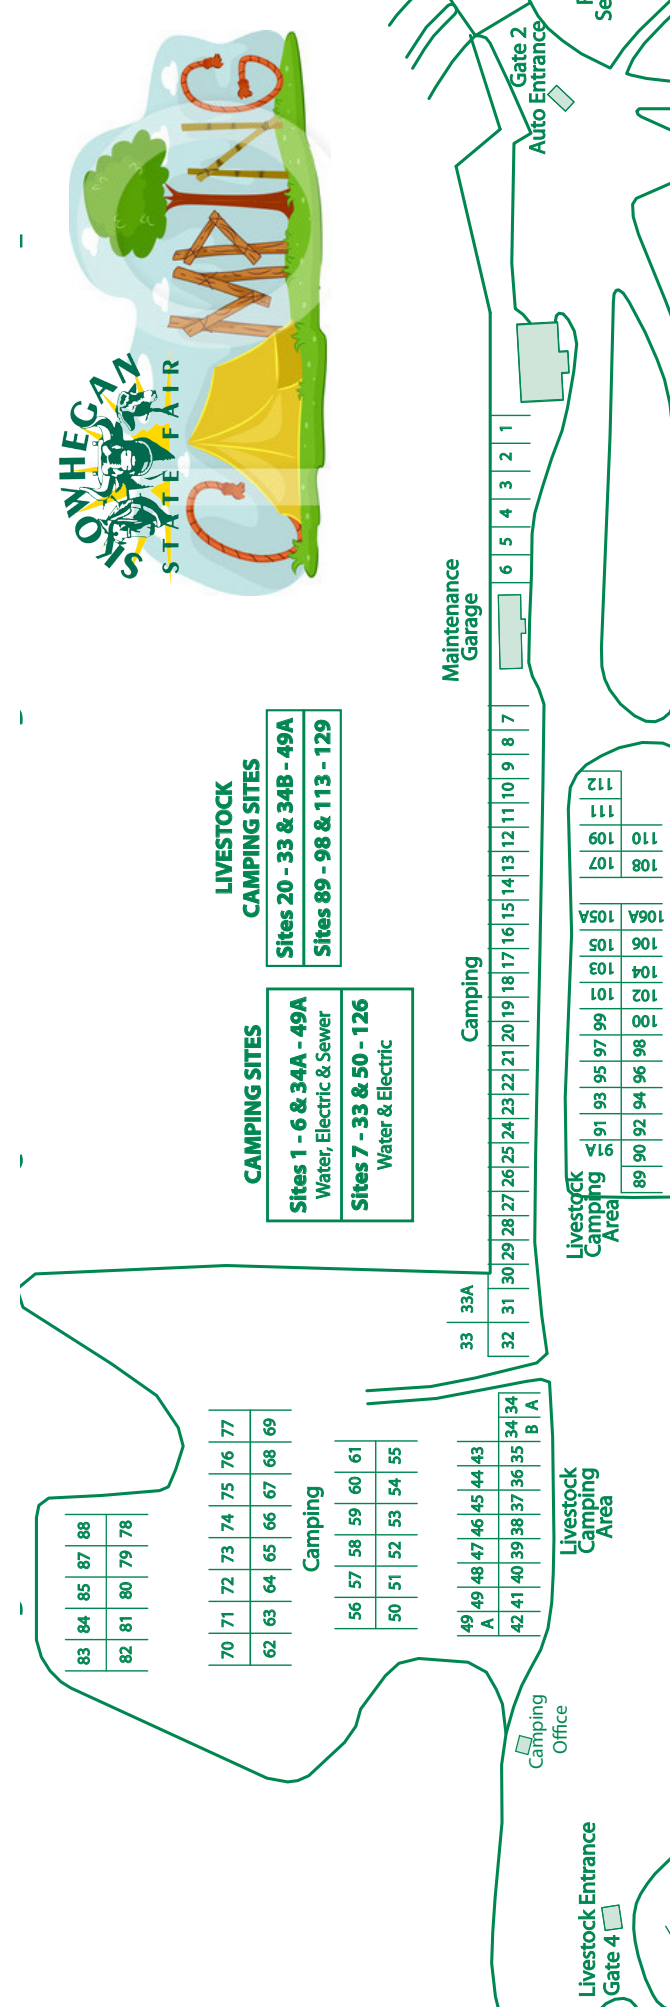 SKOWHEGAN
STATE FAIR
CAMPING
Gate 2
Auto Entrance
1
2
3
4
5
6
Maintenance
Garage
7
8
9
10
11
12
13
14
15
16
17
18
19
20
21
22
23
24
25
26
27
28
29
30
31
32
33A
33
Camping
LIVESTOCK
CAMPING SITES
Sites 20 - 33 & 34B - 49A
Sites 89 - 98 & 113 - 129
CAMPING SITES
Sites 1 - 6 & 34A - 49A
Water, Electric & Sewer
Sites 7 - 33 & 50 - 126
Water & Electric
112
111
109 110
107 108
105A 106A
105 106
103 104
101 102
99 100
97 98
95 96
93 94
91 92
91A 90
89
Livestock
Camping
Area
77 69
76 68
75 67
74 66
73 65
72 64
71 63
70 62
Camping
61 55
60 54
59 53
58 52
57 51
56 50
88 78
87 79
85 80
84 81
83 82
34 A
34 B
43 35
44 36
45 37
46 38
47 39
48 40
49 41
49 A 42
Livestock
Camping
Area
Camping
Office
Livestock Entrance
Gate 4